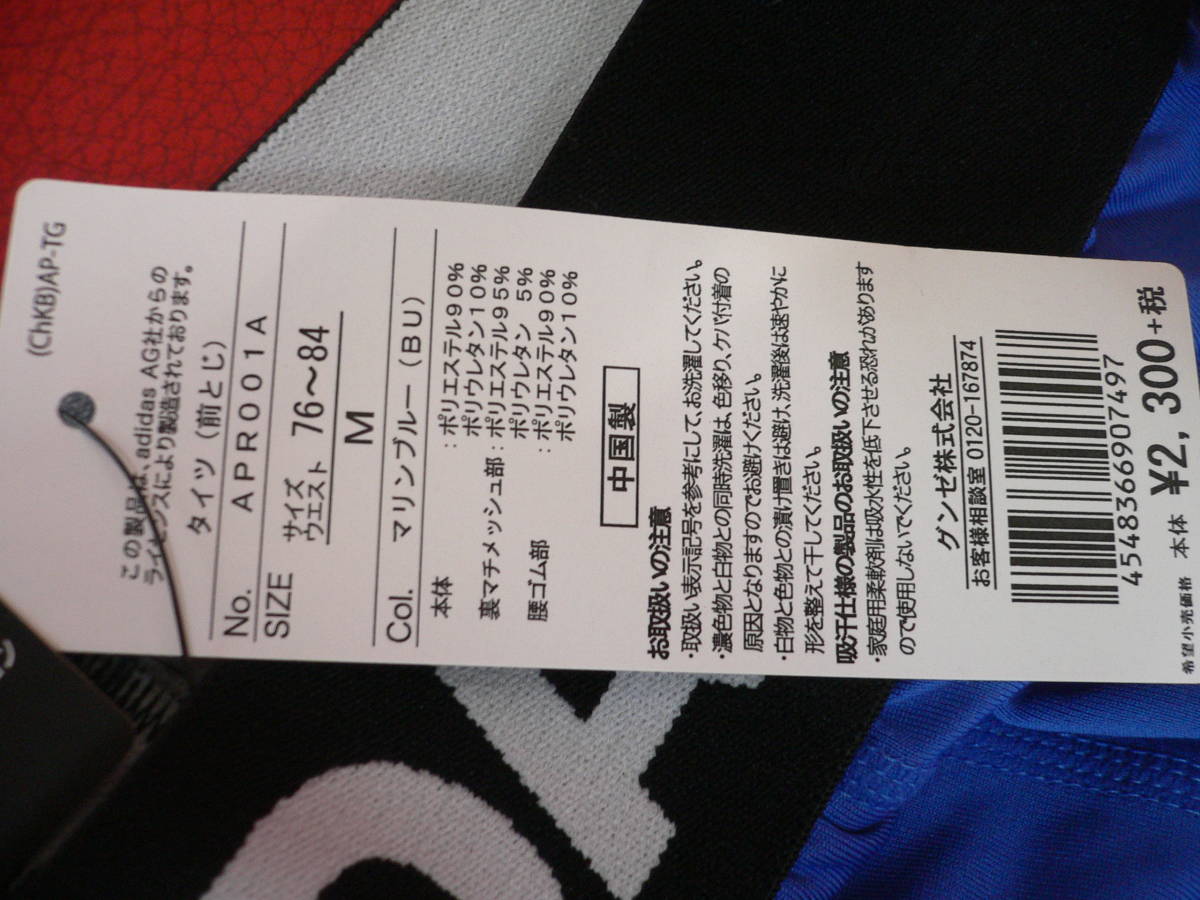 (ChKB)AP-TG
この製品は、adidas AG社からの
ライセンスにより製造されております。
タイツ（前とじ）
No. APR001A
SIZE サイズ
ウエスト 76～84
M
Col. マリンブルー（BU）
本体 ：ポリエステル90%
ポリウレタン10%
裏マチメッシュ部：ポリエステル95%
ポリウレタン 5%
腰ゴム部 ：ポリエステル90%
ポリウレタン10%
中国製
お取扱いの注意
・取扱い表示記号を参考にして、お洗濯してください。
・濃色物と白物との同時洗濯は、色移り、ケバ付着の
原因となりますのでお避けください。
・白物と色物との漬け置きは避け、洗濯後は速やかに
形を整えて干してください。
吸汗仕様の製品のお取扱いの注意
・家庭用柔軟剤は吸水性を低下させる恐れがあります
ので使用しないでください。
グンゼ株式会社
お客様相談室 0120-167874
4548366907497
希望小売価格 本体 ¥2,300+税